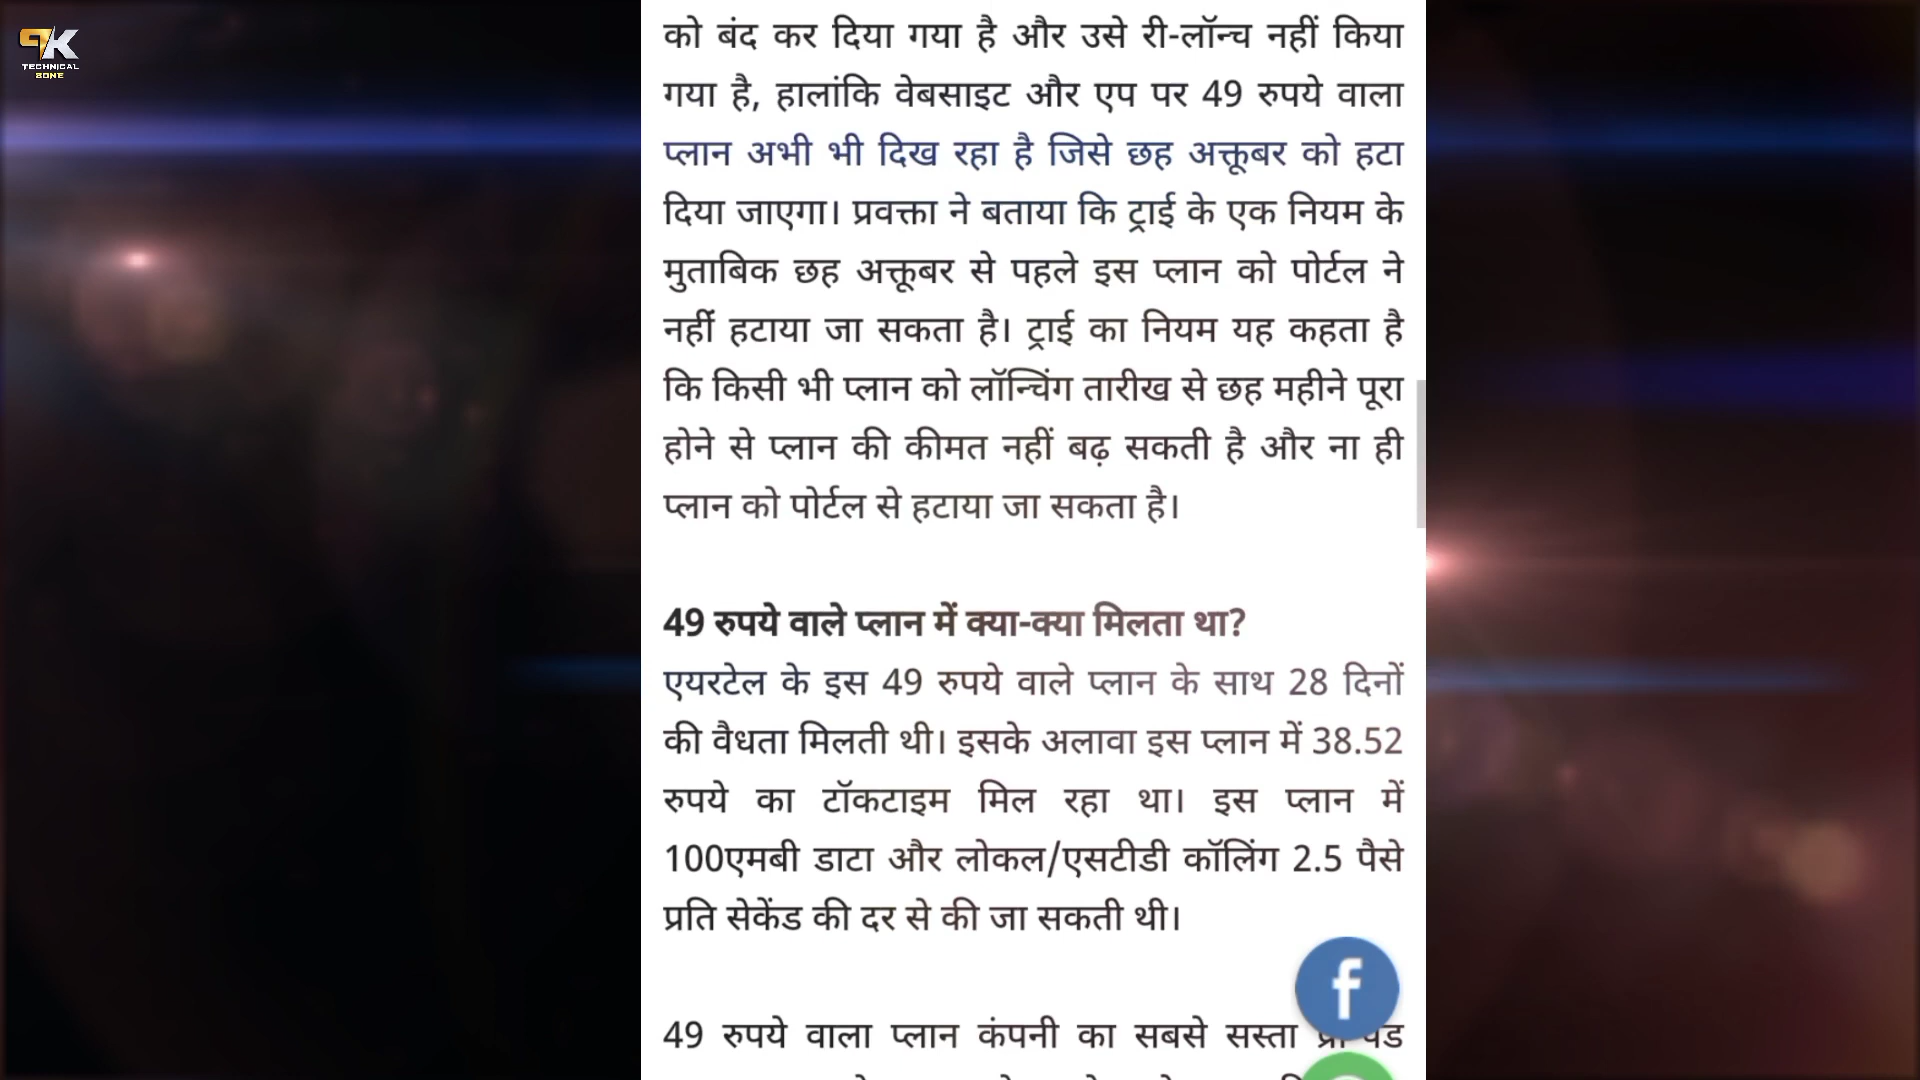 PK
TECHNICAL
ZONE
को बंद कर दिया गया है और उसे री-लॉन्च नहीं किया
गया है, हालांकि वेबसाइट और एप पर 49 रुपये वाला
प्लान अभी भी दिख रहा है जिसे छह अक्तूबर को हटा
दिया जाएगा। प्रवक्ता ने बताया कि ट्राई के एक नियम के
मुताबिक छह अक्तूबर से पहले इस प्लान को पोर्टल ने
नहीं हटाया जा सकता है। ट्राई का नियम यह कहता है
कि किसी भी प्लान को लॉन्चिंग तारीख से छह महीने पूरा
होने से प्लान की कीमत नहीं बढ़ सकती है और ना ही
प्लान को पोर्टल से हटाया जा सकता है।
49 रुपये वाले प्लान में क्या-क्या मिलता था?
एयरटेल के इस 49 रुपये वाले प्लान के साथ 28 दिनों
की वैधता मिलती थी। इसके अलावा इस प्लान में 38.52
रुपये का टॉकटाइम मिल रहा था। इस प्लान में
100एमबी डाटा और लोकल/एसटीडी कॉलिंग 2.5 पैसे
प्रति सेकेंड की दर से की जा सकती थी।
49 रुपये वाला प्लान कंपनी का सबसे सस्ता